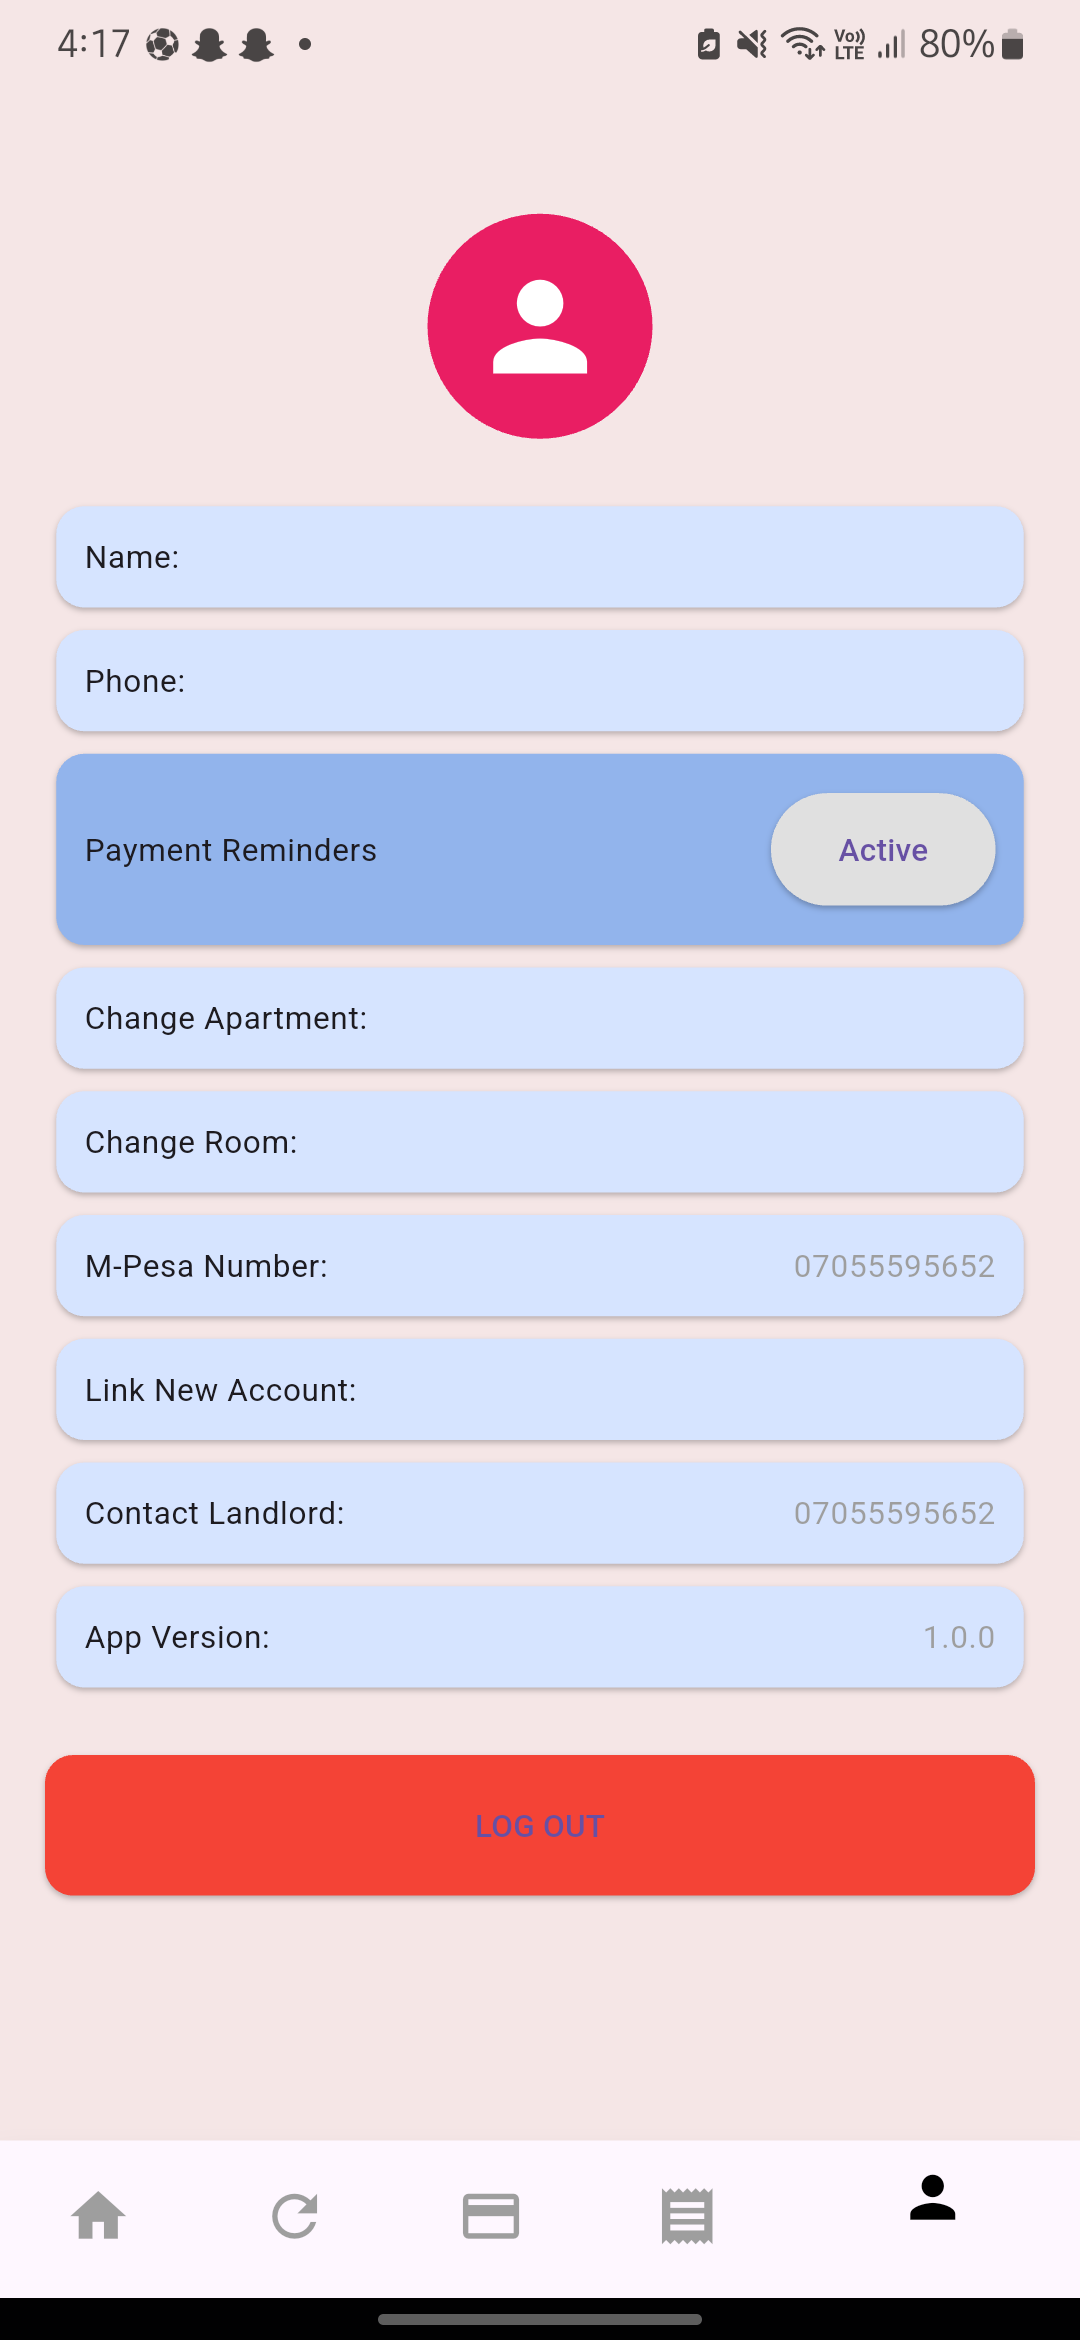 4:17 Vo)) LTE 80%
Name:
Phone:
Payment Reminders Active
Change Apartment:
Change Room:
M-Pesa Number: 07055595652
Link New Account:
Contact Landlord: 07055595652
App Version: 1.0.0
LOG OUT